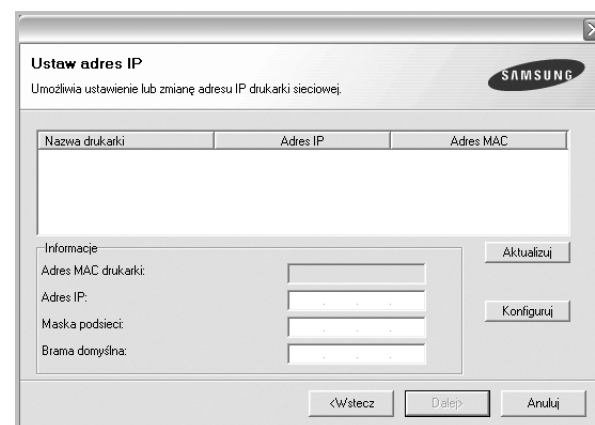 Ustaw adres IP
Umożliwia ustawienie lub zmianę adresu IP drukarki sieciowej.
SAMSUNG
Nazwa drukarki Adres IP Adres MAC
Informacje
Aktualizuj
Adres MAC drukarki:
Adres IP:
Konfiguruj
Maska podsieci:
Brama domyślna:
<Wstecz Dalej> Anuluj